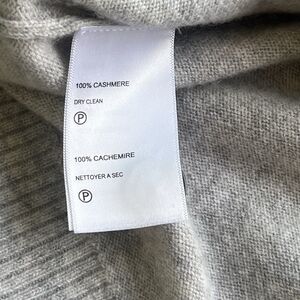 100% CASHMERE
DRY CLEAN
P
100% CACHEMIRE
NETTOYER A SEC
P